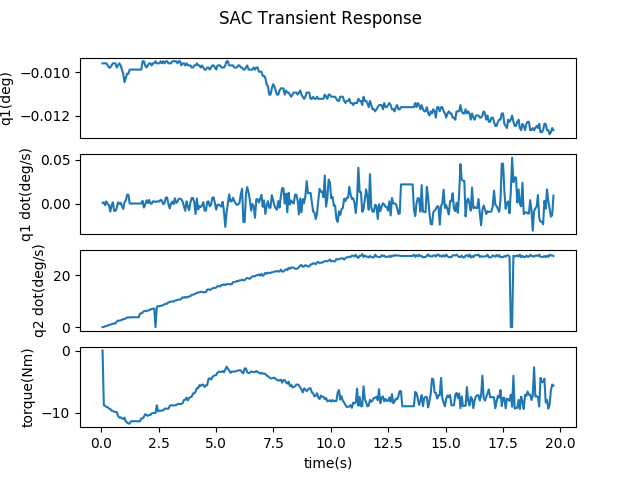 SAC Transient Response
q1(deg)
−0.010
−0.012
q1 dot(deg/s)
0.05
0.00
q2 dot(deg/s)
20
0
torque(Nm)
0
−10
0.0 2.5 5.0 7.5 10.0 12.5 15.0 17.5 20.0
time(s)